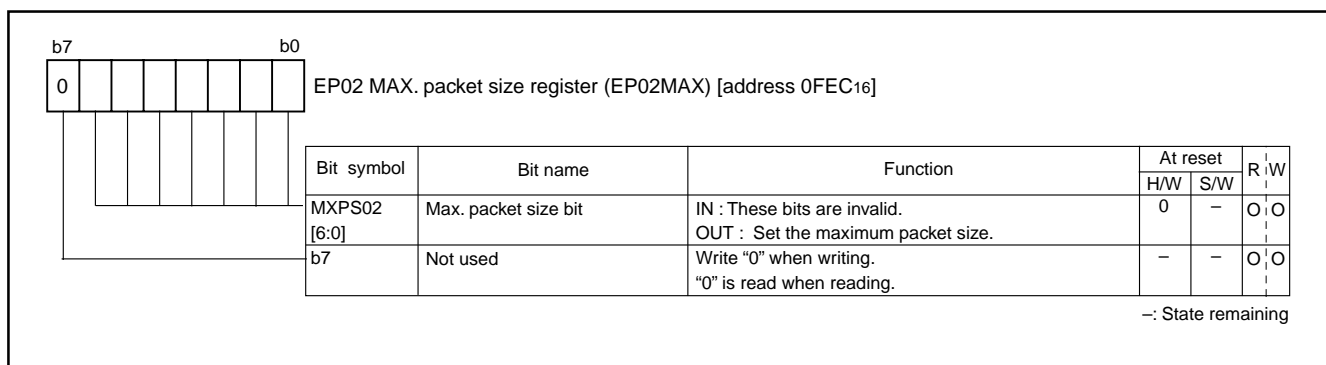 b7 b0
0 EP02 MAX. packet size register (EP02MAX) [address 0FEC16]
Bit symbol Bit name Function At reset R W
H/W S/W
MXPS02 Max. packet size bit IN : These bits are invalid. 0 – O O
[6:0] OUT : Set the maximum packet size.
b7 Not used Write “0” when writing. – – O O
“0” is read when reading.
–: State remaining